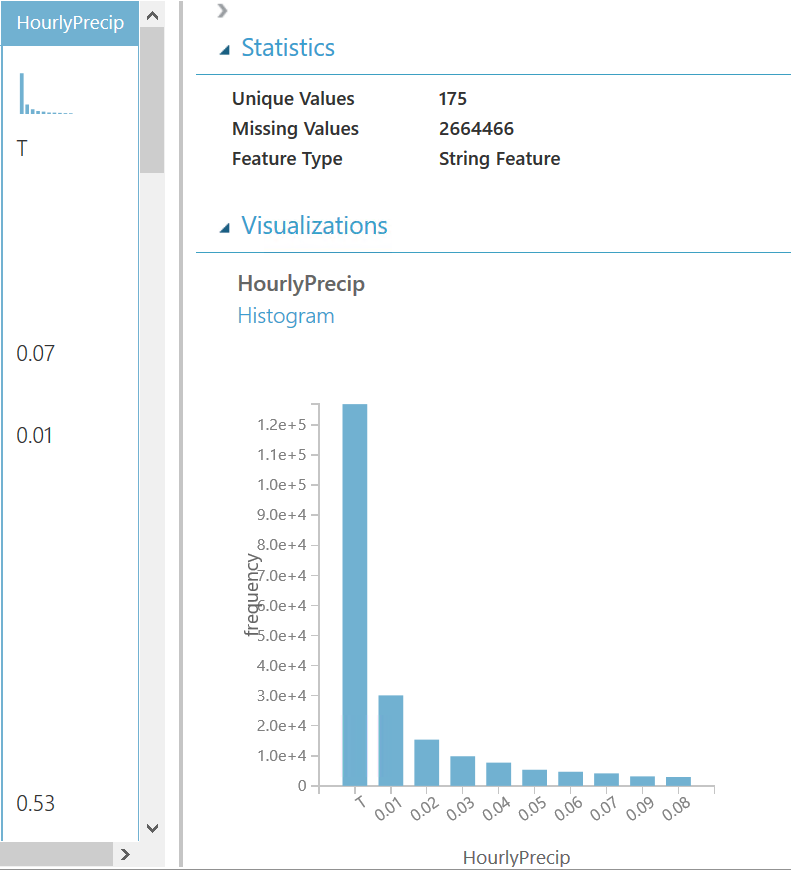 HourlyPrecip
T
0.07
0.01
0.53
Statistics
Unique Values 175
Missing Values 2664466
Feature Type String Feature
Visualizations
HourlyPrecip
Histogram
frequency
1.2e+5
1.1e+5
1.0e+5
9.0e+4
8.0e+4
7.0e+4
6.0e+4
5.0e+4
4.0e+4
3.0e+4
2.0e+4
1.0e+4
0
T 0.01 0.02 0.03 0.04 0.05 0.06 0.07 0.09 0.08
HourlyPrecip